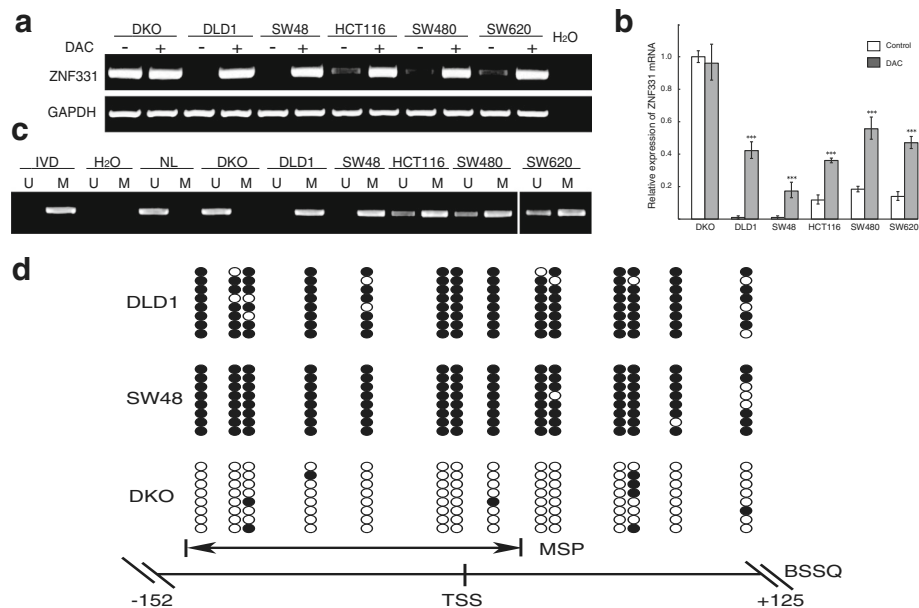 a
DKO DLD1 SW48 HCT116 SW480 SW620 H2O
DAC - + - + - + - + - + - +
ZNF331
GAPDH
b
Relative expression of ZNF331 mRNA
1.0
0.8
0.6
0.4
0.2
Control
DAC
***
***
***
***
***
DKO DLD1 SW48 HCT116 SW480 SW620
c
IVD H2O NL DKO DLD1 SW48 HCT116 SW480 SW620
U M U M U M U M U M U M U M U M U M
d
DLD1
SW48
DKO
MSP
BSSQ
-152 TSS +125